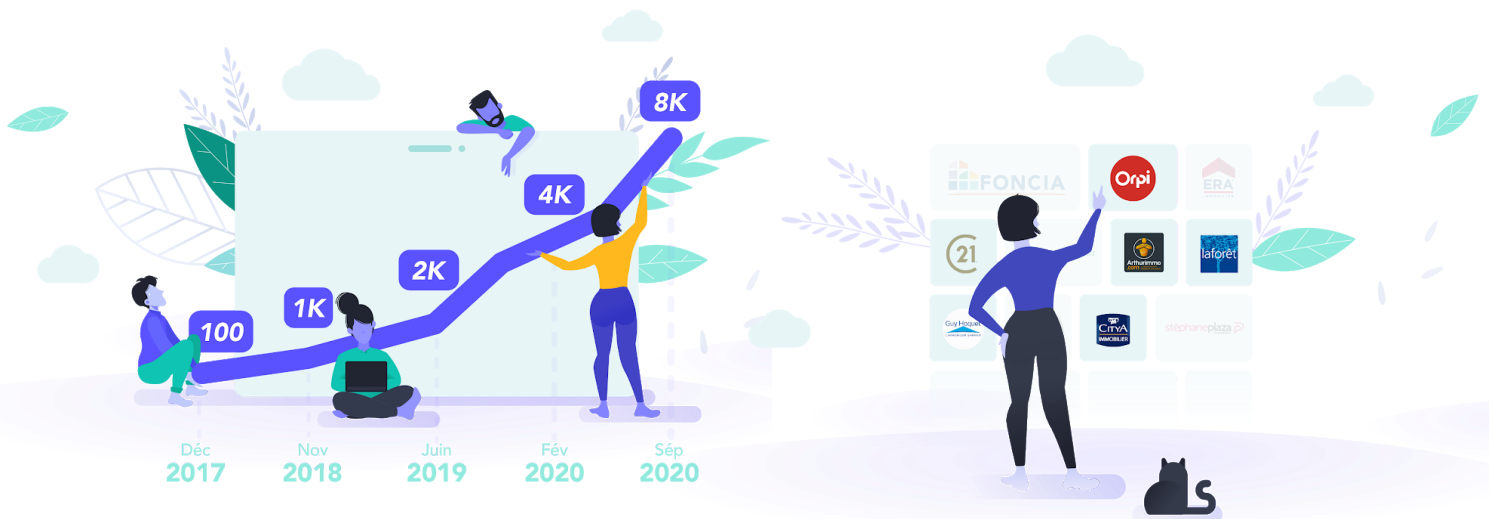 8K
4K
2K
1K
100
Déc
2017
Nov
2018
Juin
2019
Fév
2020
Sép
2020
FONCIA
Orpi
ERA
21
Arthurimmo
.com
laforêt
Guy Hoquet
CITYA
IMMOBILIER
stéphaneplaza